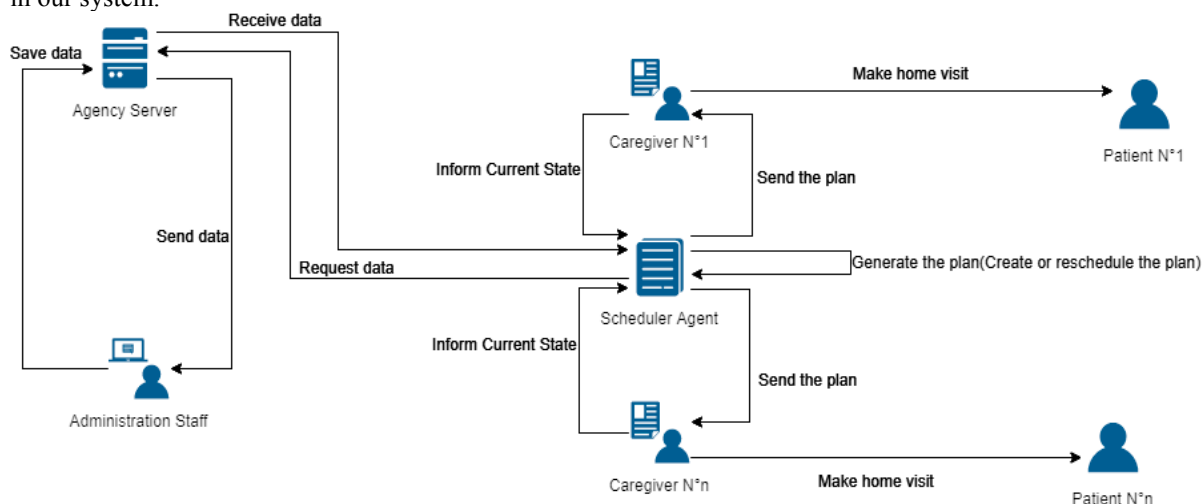 in our system.
Receive data
Save data
Agency Server
Make home visit
Caregiver N°1
Patient N°1
Inform Current State
Send the plan
Send data
Request data
Generate the plan(Create or reschedule the plan)
Scheduler Agent
Inform Current State
Send the plan
Administration Staff
Caregiver N°n
Make home visit
Patient N°n